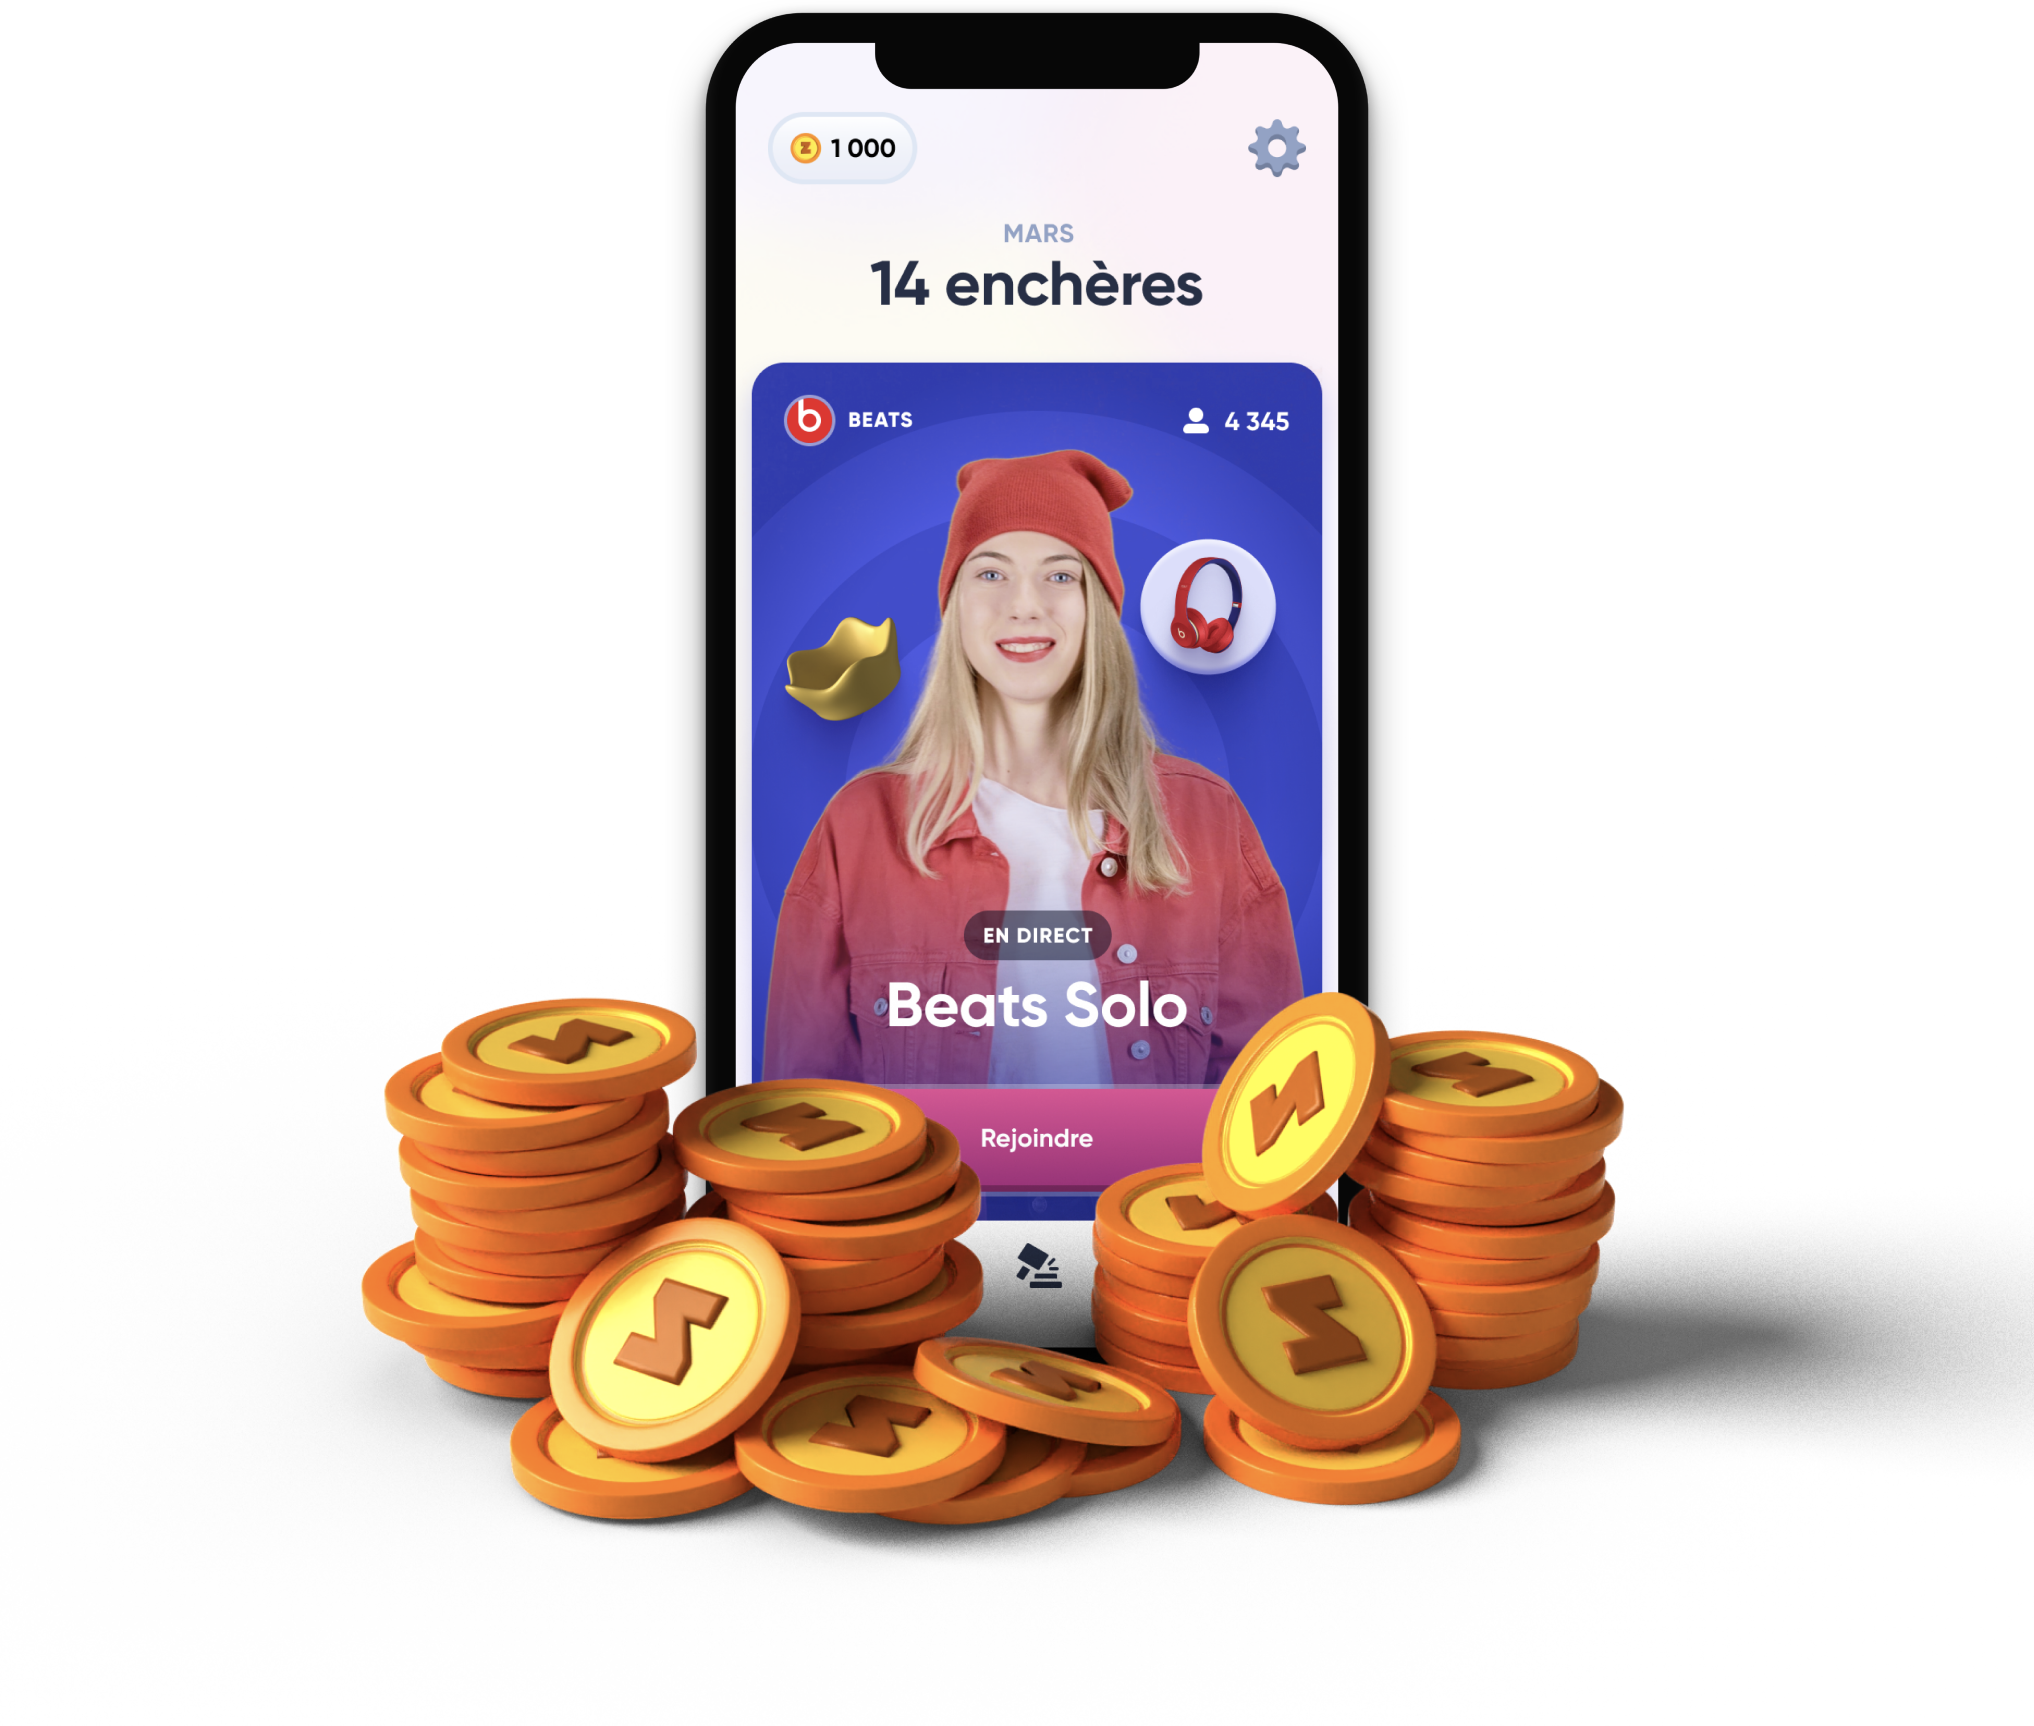 1 000
MARS
14 enchères
BEATS
4 345
EN DIRECT
Beats Solo
Rejoindre